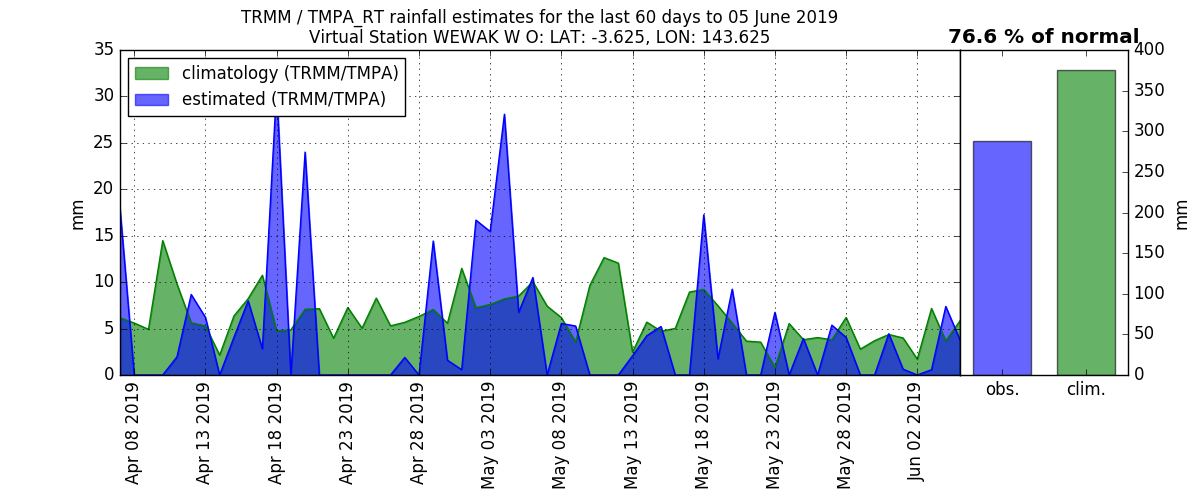 TRMM / TMPA_RT rainfall estimates for the last 60 days to 05 June 2019
Virtual Station WEWAK W O: LAT: -3.625, LON: 143.625
76.6 % of normal
climatology (TRMM/TMPA)
estimated (TRMM/TMPA)
35
30
25
20
15
10
5
0
mm
Apr 08 2019
Apr 13 2019
Apr 18 2019
Apr 23 2019
Apr 28 2019
May 03 2019
May 08 2019
May 13 2019
May 18 2019
May 23 2019
May 28 2019
Jun 02 2019
obs.
clim.
400
350
300
250
200
150
100
50
0
mm